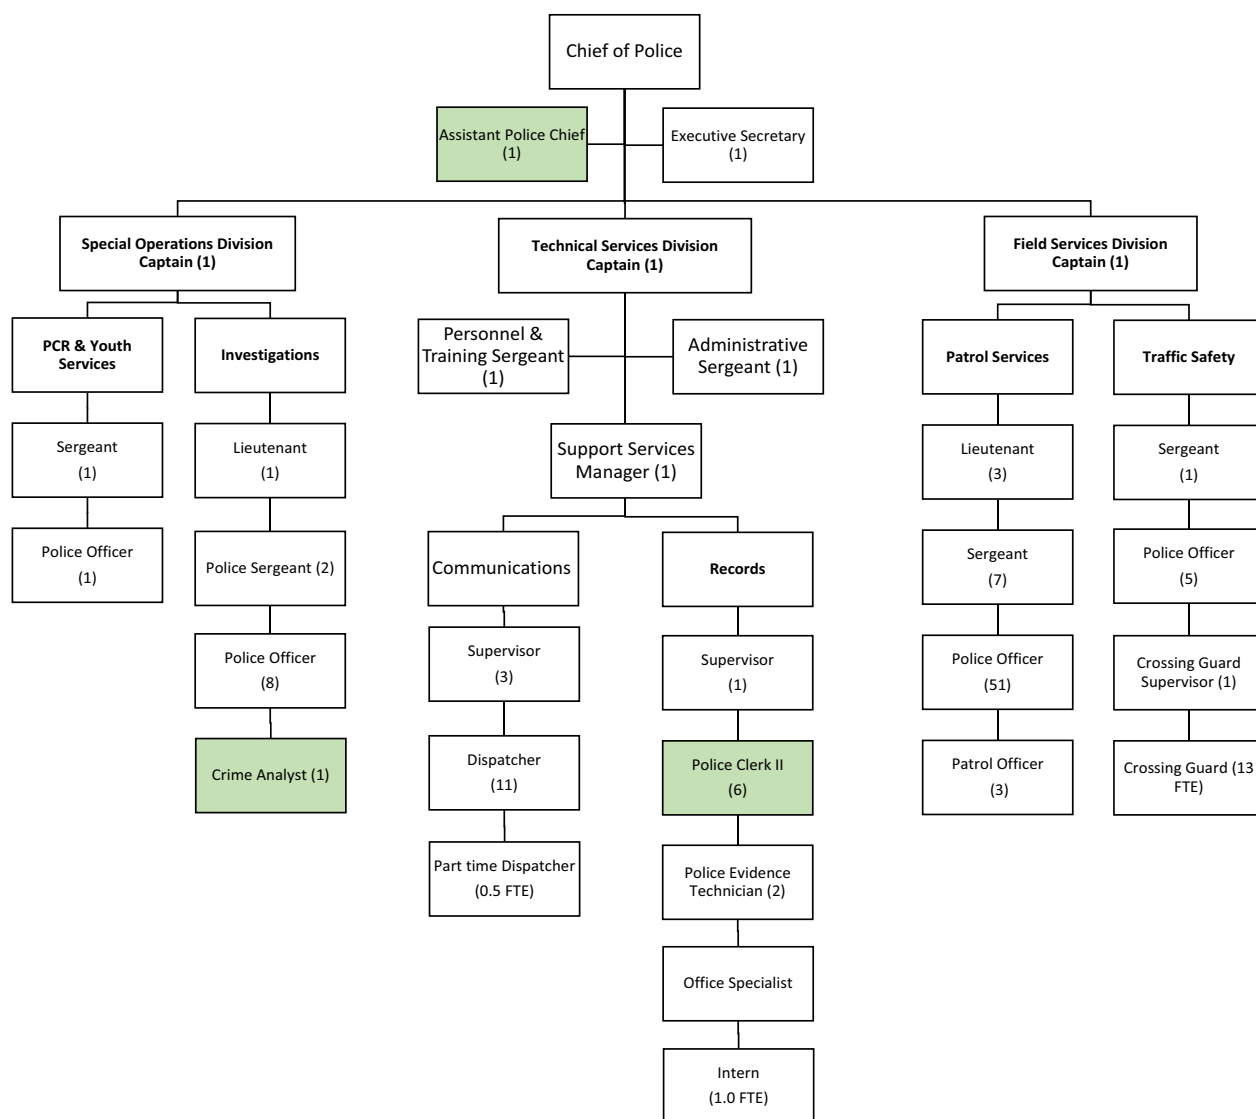 Chief of Police
Assistant Police Chief
(1)
Executive Secretary
(1)
Special Operations Division
Captain (1)
Technical Services Division
Captain (1)
Field Services Division
Captain (1)
PCR & Youth
Services
Sergeant
(1)
Police Officer
(1)
Investigations
Lieutenant
(1)
Police Sergeant (2)
Police Officer
(8)
Crime Analyst (1)
Personnel &
Training Sergeant
(1)
Administrative
Sergeant (1)
Support Services
Manager (1)
Communications
Supervisor
(3)
Dispatcher
(11)
Part time Dispatcher
(0.5 FTE)
Records
Supervisor
(1)
Police Clerk II
(6)
Police Evidence
Technician (2)
Office Specialist
Intern
(1.0 FTE)
Patrol Services
Lieutenant
(3)
Sergeant
(7)
Police Officer
(51)
Patrol Officer
(3)
Traffic Safety
Sergeant
(1)
Police Officer
(5)
Crossing Guard
Supervisor (1)
Crossing Guard (13
FTE)